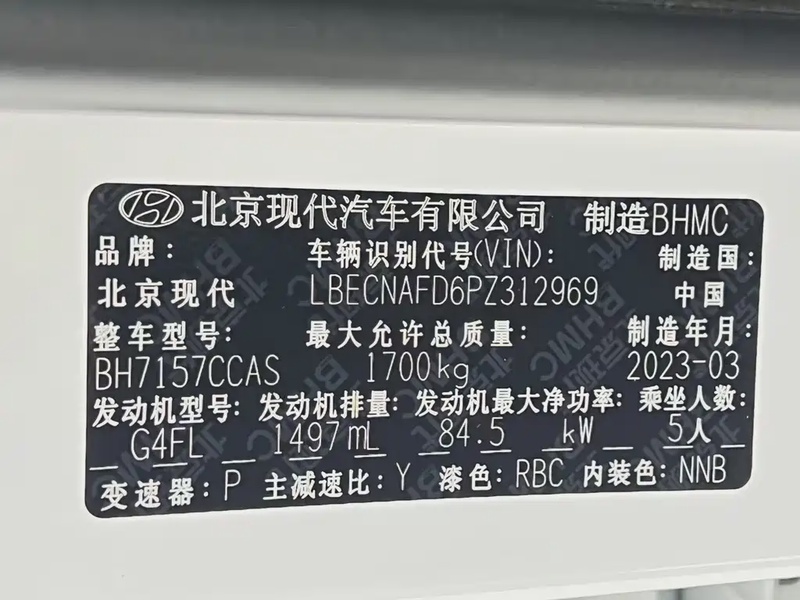 北京现代汽车有限公司 制造BHMC
品牌: 车辆识别代号(VIN): 制造国:
北京现代 LBECNAFD6PZ312969 中国
整车型号: 最大允许总质量: 制造年月:
BH7157CCAS 1700kg 2023-03
发动机型号: 发动机排量: 发动机最大净功率: 乘坐人数:
G4FL 1497mL 84.5 kW 5人
变速器: P 主减速比: Y 漆色: RBC 内装色: NNB